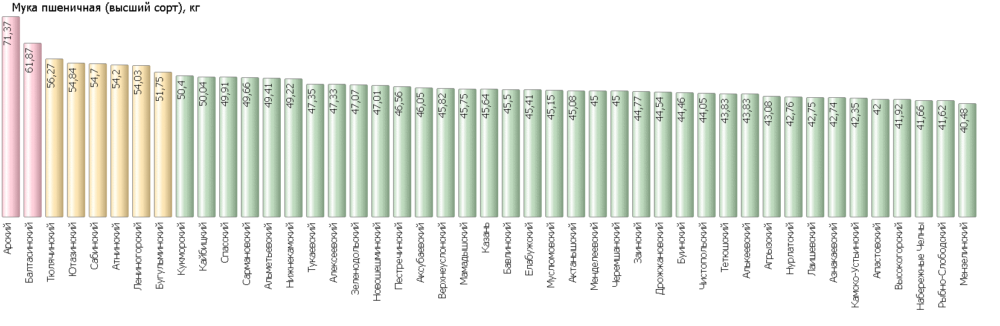 Мука пшеничная (высший сорт), кг
71,37
61,87
56,27
54,84
54,7
54,2
54,03
51,75
50,4
50,04
49,91
49,66
49,41
49,22
47,35
47,33
47,07
47,01
46,56
46,05
45,82
45,75
45,64
45,5
45,41
45,15
45,08
45
45
44,77
44,54
44,46
44,05
43,83
43,83
43,08
42,76
42,75
42,74
42,35
42
41,92
41,66
41,62
40,48
Арский
Балтасинский
Тюлячинский
Ютазинский
Сабинский
Атнинский
Лениногорский
Бугульминский
Кукморский
Кайбицкий
Спасский
Сармановский
Альметьевский
Нижнекамский
Тукаевский
Алексеевский
Зеленодольский
Новошешминский
Пестречинский
Аксубаевский
Верхнеуслонский
Мамадышский
Казань
Бавлинский
Елабужский
Муслюмовский
Актанышский
Менделеевский
Черемшанский
Заинский
Дрожжановский
Буинский
Чистопольский
Тетюшский
Алькеевский
Агрызский
Нурлатский
Лаишевский
Азнакаевский
Камско-Устьинский
Апастовский
Высокогорский
Набережные Челны
Рыбно-Слободский
Мензелинский